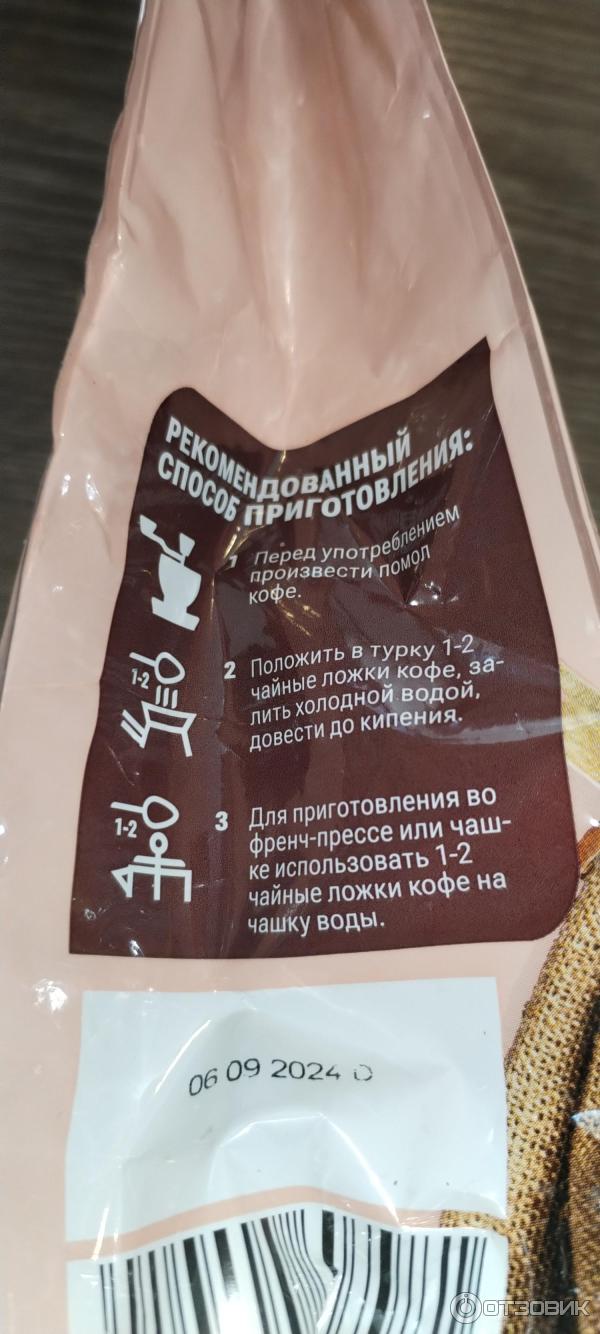 РЕКОМЕНДОВАННЫЙ
СПОСОБ ПРИГОТОВЛЕНИЯ:
1 Перед употреблением
произвести помол
кофе.
1-2
2 Положить в турку 1-2
чайные ложки кофе, за-
лить холодной водой,
довести до кипения.
1-2
3 Для приготовления во
френч-прессе или чаш-
ке использовать 1-2
чайные ложки кофе на
чашку воды.
06 09 2024
ОТЗОВИК